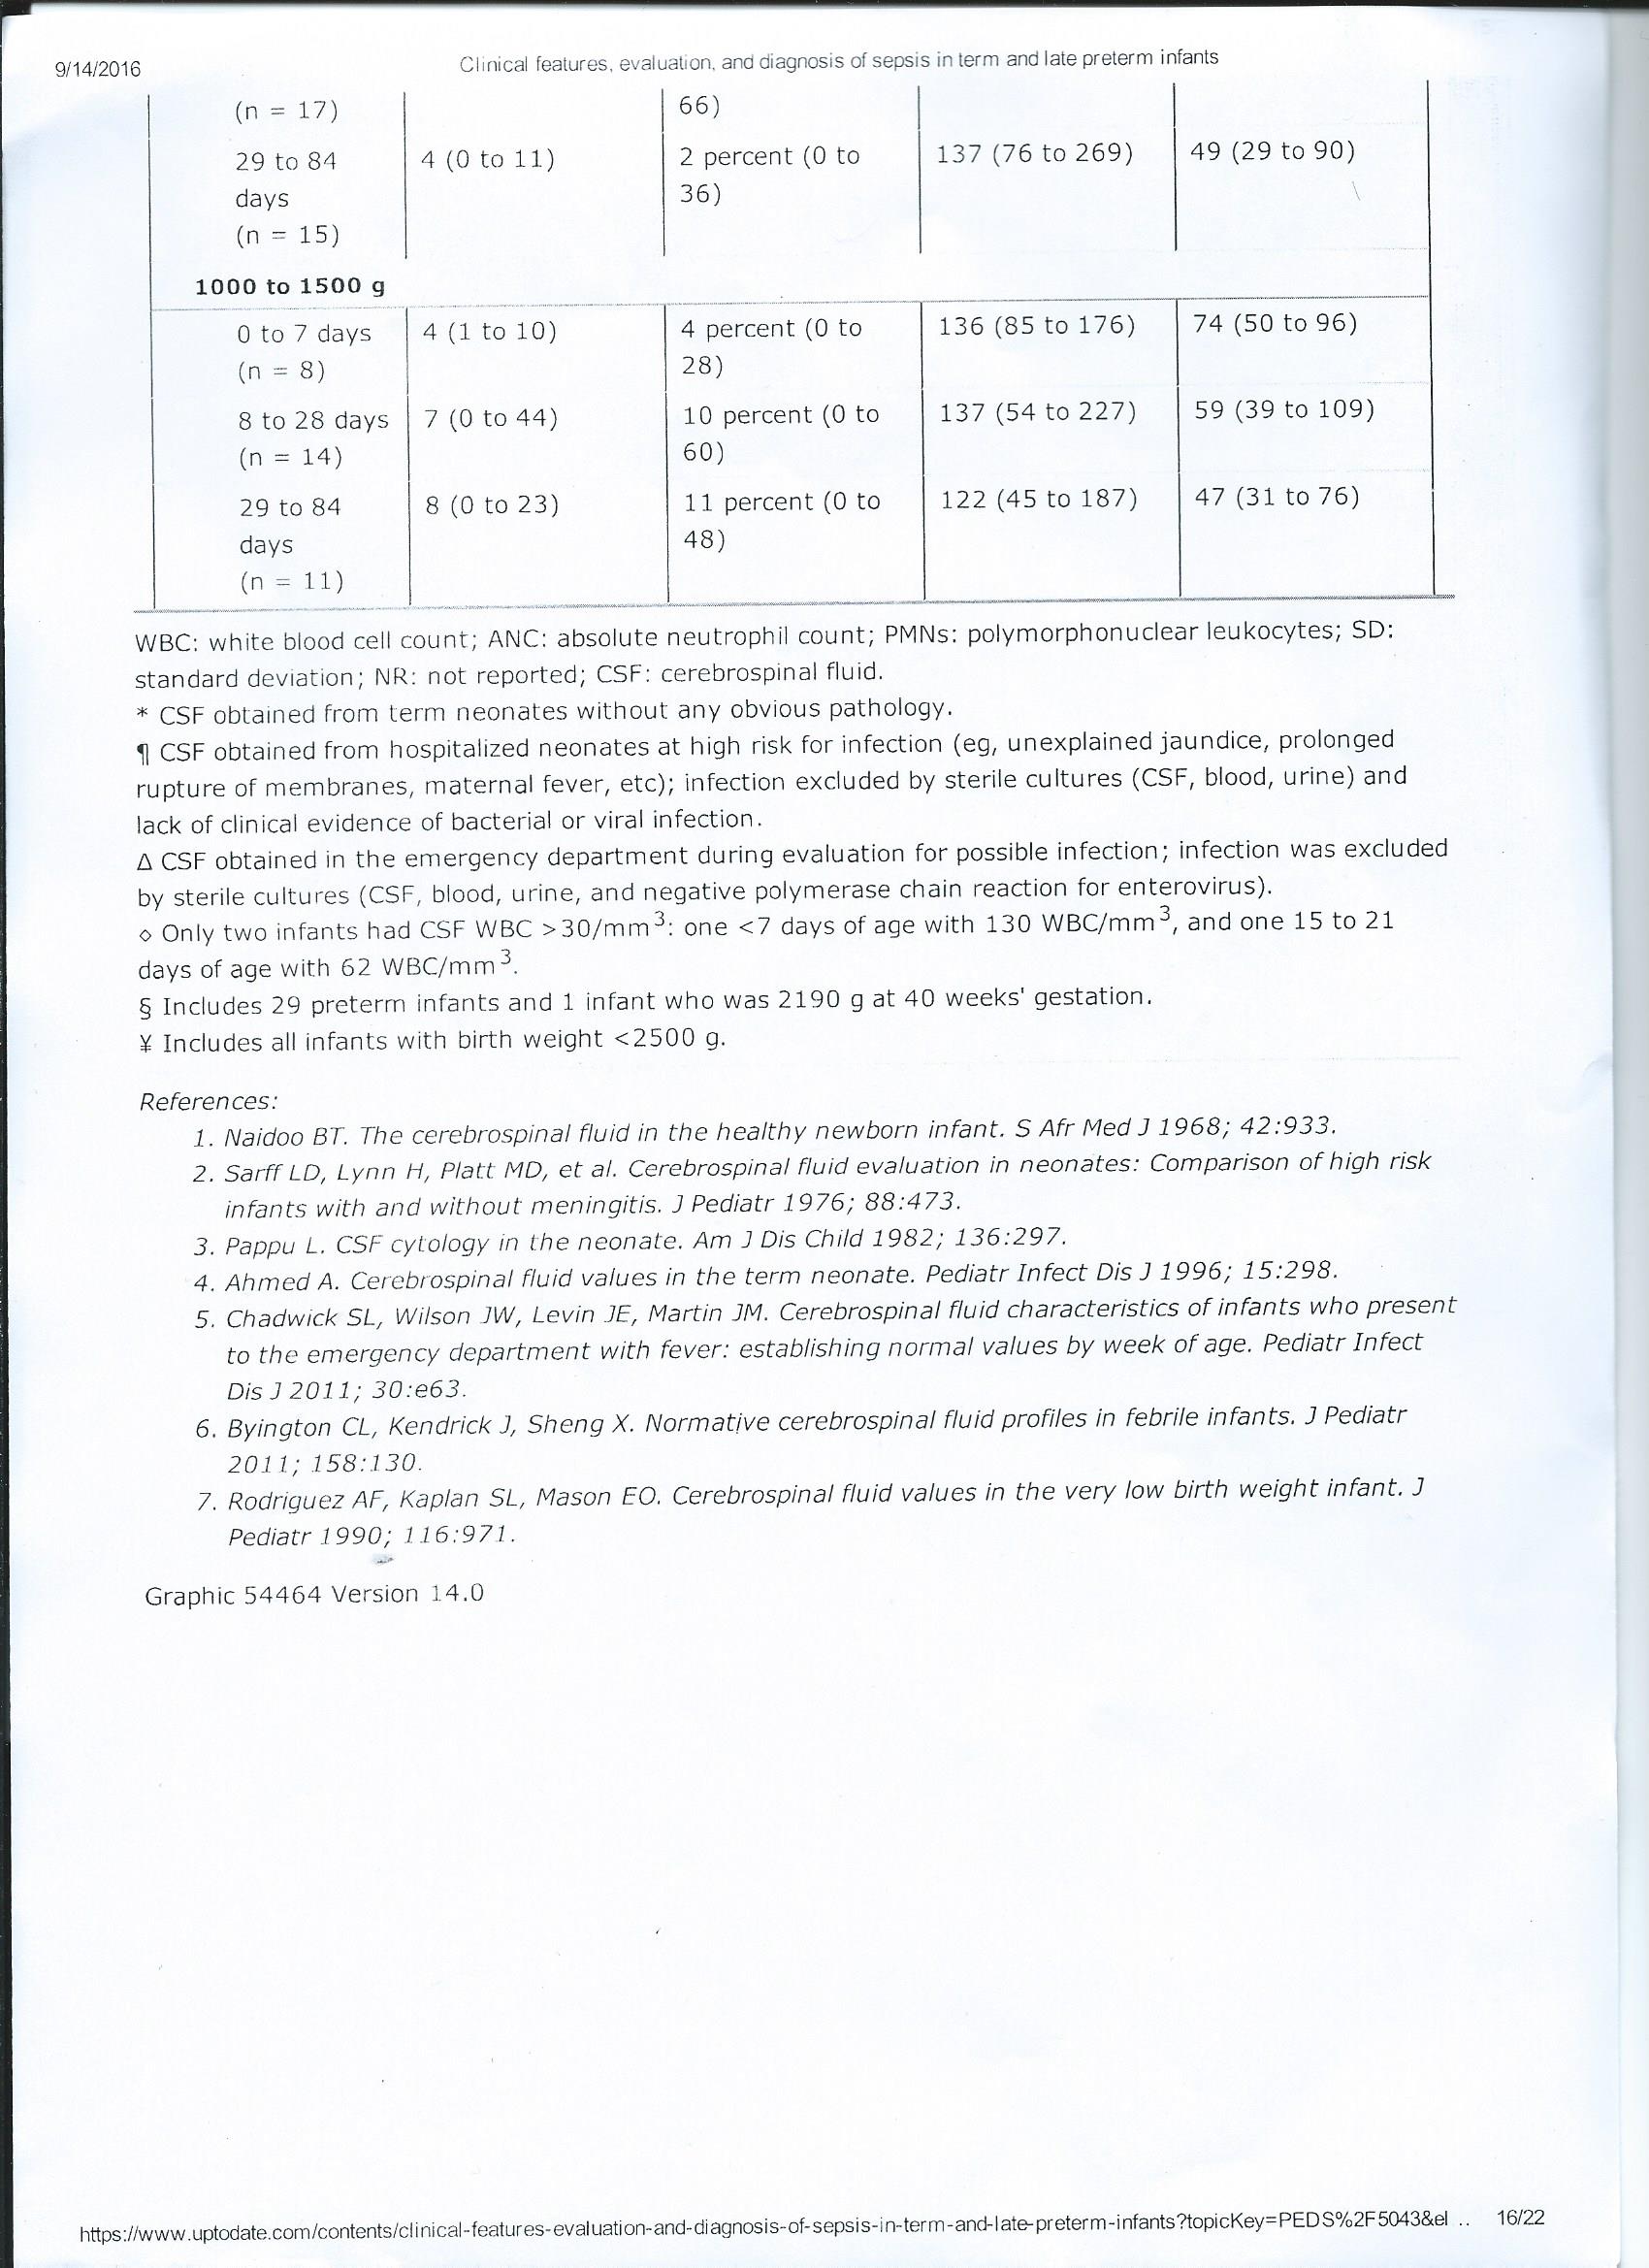 9/14/2016 Clinical features, evaluation, and diagnosis of sepsis in term and late preterm infants
(n = 17) 66)
29 to 84 4 (0 to 11) 2 percent (0 to 137 (76 to 269) 49 (29 to 90)
days 36)
(n = 15)
1000 to 1500 g
0 to 7 days 4 (1 to 10) 4 percent (0 to 136 (85 to 176) 74 (50 to 96)
(n = 8) 28)
8 to 28 days 7 (0 to 44) 10 percent (0 to 137 (54 to 227) 59 (39 to 109)
(n = 14) 60)
29 to 84 8 (0 to 23) 11 percent (0 to 122 (45 to 187) 47 (31 to 76)
days 48)
(n = 11)
WBC: white blood cell count; ANC: absolute neutrophil count; PMNs: polymorphonuclear leukocytes; SD:
standard deviation; NR: not reported; CSF: cerebrospinal fluid.
* CSF obtained from term neonates without any obvious pathology.
¶ CSF obtained from hospitalized neonates at high risk for infection (eg, unexplained jaundice, prolonged
rupture of membranes, maternal fever, etc); infection excluded by sterile cultures (CSF, blood, urine) and
lack of clinical evidence of bacterial or viral infection.
Δ CSF obtained in the emergency department during evaluation for possible infection; infection was excluded
by sterile cultures (CSF, blood, urine, and negative polymerase chain reaction for enterovirus).
◊ Only two infants had CSF WBC >30/mm³: one <7 days of age with 130 WBC/mm³, and one 15 to 21
days of age with 62 WBC/mm³.
§ Includes 29 preterm infants and 1 infant who was 2190 g at 40 weeks' gestation.
¥ Includes all infants with birth weight <2500 g.
References:
1. Naidoo BT. The cerebrospinal fluid in the healthy newborn infant. S Afr Med J 1968; 42:933.
2. Sarff LD, Lynn H, Platt MD, et al. Cerebrospinal fluid evaluation in neonates: Comparison of high risk
infants with and without meningitis. J Pediatr 1976; 88:473.
3. Pappu L. CSF cytology in the neonate. Am J Dis Child 1982; 136:297.
4. Ahmed A. Cerebrospinal fluid values in the term neonate. Pediatr Infect Dis J 1996; 15:298.
5. Chadwick SL, Wilson JW, Levin JE, Martin JM. Cerebrospinal fluid characteristics of infants who present
to the emergency department with fever: establishing normal values by week of age. Pediatr Infect
Dis J 2011; 30:e63.
6. Byington CL, Kendrick J, Sheng X. Normative cerebrospinal fluid profiles in febrile infants. J Pediatr
2011; 158:130.
7. Rodriguez AF, Kaplan SL, Mason EO. Cerebrospinal fluid values in the very low birth weight infant. J
Pediatr 1990; 116:971.
Graphic 54464 Version 14.0
https://www.uptodate.com/contents/clinical-features-evaluation-and-diagnosis-of-sepsis-in-term-and-late-preterm-infants?topicKey=PEDS%2F5043&el .. 16/22